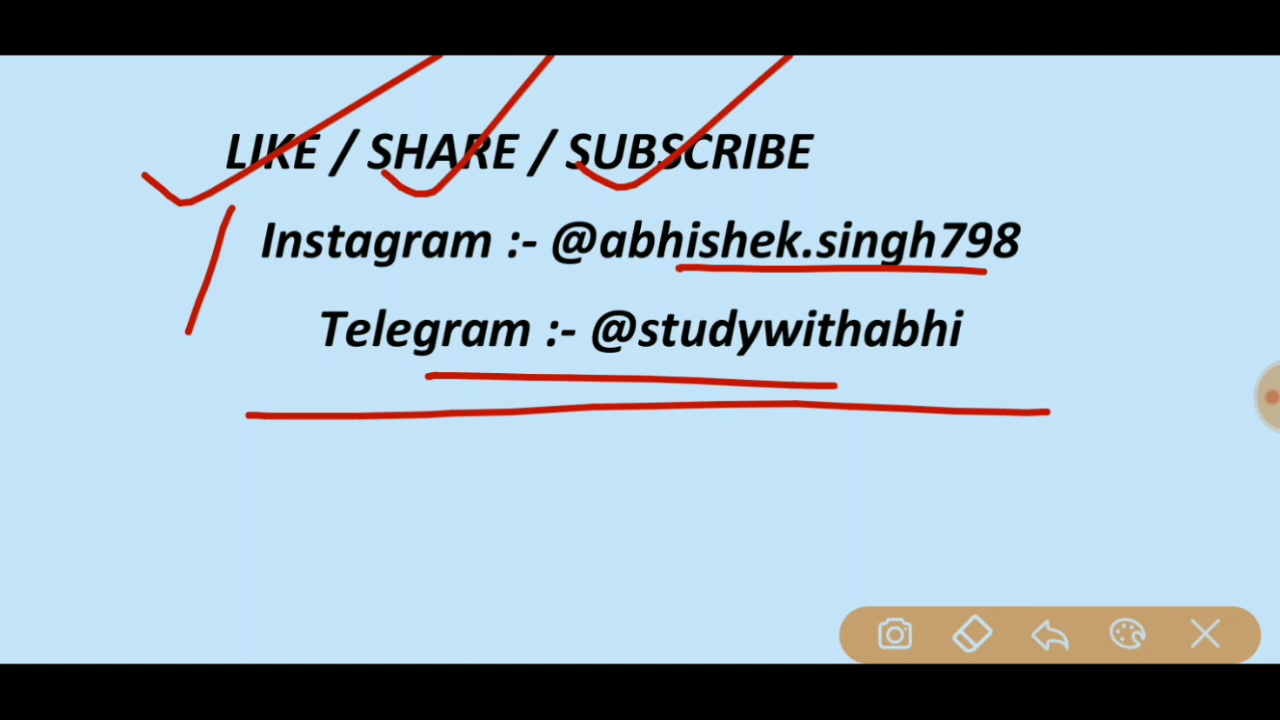 LIKE / SHARE / SUBSCRIBE
Instagram :- @abhishek.singh798
Telegram :- @studywithabhi